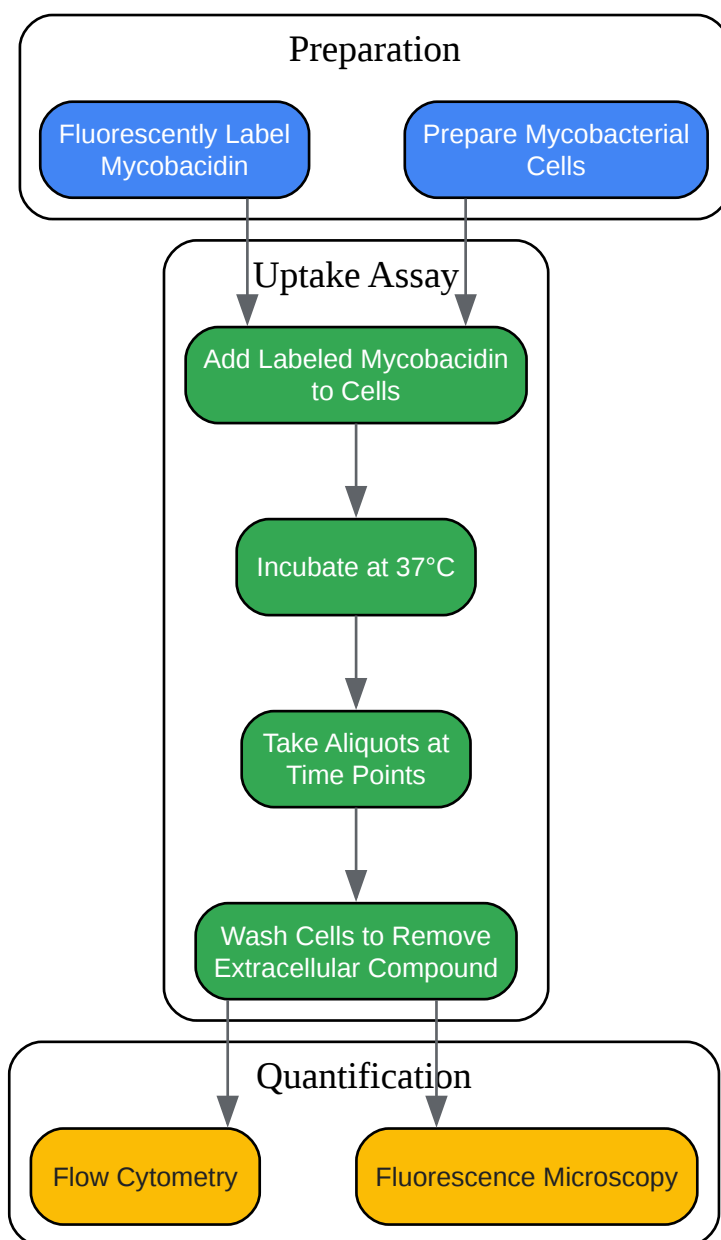 Preparation
Fluorescently Label
Mycobacidin
Prepare Mycobacterial
Cells
Uptake Assay
Add Labeled Mycobacidin
to Cells
Incubate at 37°C
Take Aliquots at
Time Points
Wash Cells to Remove
Extracellular Compound
Quantification
Flow Cytometry
Fluorescence Microscopy